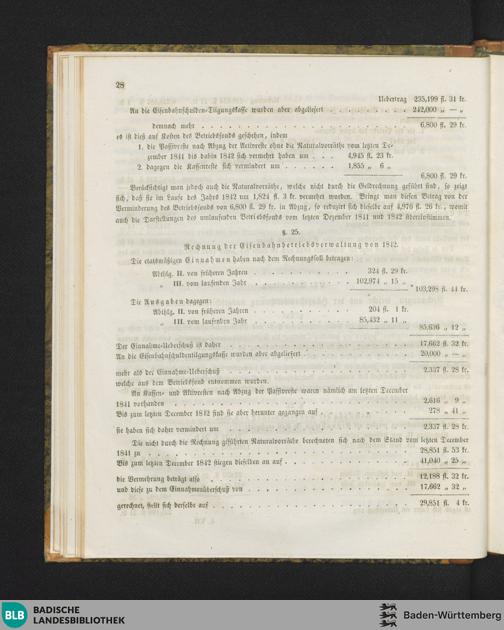 28
Uebertrag 235,199 fl. 31 kr.
An die Eisenbahnschulden-Tilgungskasse wurden aber abgeliefert . . . 242,000 „ — „
demnach mehr . . . 6,800 fl. 29 kr.
es ist dieß auf Kosten des Betriebsfonds geschehen, indem
1. die Passivreste nach Abzug der Activreste ohne die Naturalvorräthe vom letzten De-
zember 1841 bis dahin 1842 sich vermehrt haben um . . . 4,945 fl. 23 kr.
2. dagegen die Kassenreste sich vermindert um . . . 1,855 „ 6 „
6,800 fl. 29 kr.
Berücksichtigt man jedoch auch die Naturalvorräthe, welche nicht durch die Geldrechnung geführt sind, so zeigt
sich, daß sie im Laufe des Jahrs 1842 um 1,824 fl. 3 kr. vermehrt wurden. Bringt man diesen Betrag von der
Verminderung des Betriebsfonds von 6,800 fl. 29 kr. in Abzug, so reduzirt sich dieselbe auf 4,976 fl. 26 kr., womit
auch die Darstellungen des umlaufenden Betriebsfonds vom letzten Dezember 1841 und 1842 übereinstimmen.
§. 25.
Rechnung der Eisenbahnbetriebsverwaltung von 1842.
Die etatsmäßigen Einnahmen haben nach dem Rechnungssoll betragen:
Abthlg. II. von früheren Jahren . . . 324 fl. 29 kr.
„ III. vom laufenden Jahr . . . 102,974 „ 15 „
103,298 fl. 44 kr.
Die Ausgaben dagegen:
Abthlg. II. von früheren Jahren . . . 204 fl. 1 kr.
„ III. vom laufenden Jahr . . . 85,432 „ 11 „
85,636 „ 12 „
Der Einnahme-Ueberschuß ist daher . . . 17,662 fl. 32 kr.
An die Eisenbahnschuldentilgungskasse wurden aber abgeliefert . . . 20,000 „ — „
mehr als der Einnahme-Ueberschuß . . . 2,337 fl. 28 kr.
welche aus dem Betriebsfond entnommen wurden.
An Kassen- und Aktivresten nach Abzug der Passivreste waren nämlich am letzten December
1841 vorhanden . . . 2,616 „ 9 „
Bis zum letzten December 1842 sind sie aber herunter gegangen auf . . . 278 „ 41 „
sie haben sich daher vermindert um . . . 2,337 fl. 28 kr.
Die nicht durch die Rechnung geführten Naturalvorräthe berechneten sich nach dem Stand vom letzten December
1841 zu . . . 28,851 fl. 53 kr.
Bis zum letzten December 1842 stiegen dieselben an auf . . . 41,040 „ 25 „
die Vermehrung beträgt also . . . 12,188 fl. 32 kr.
und diese zu dem Einnahmeüberschuß von . . . 17,662 „ 32 „
gerechnet, stellt sich derselbe auf . . . 29,851 fl. 4 kr.
BLB
BADISCHE
LANDESBIBLIOTHEK
Baden-Württemberg